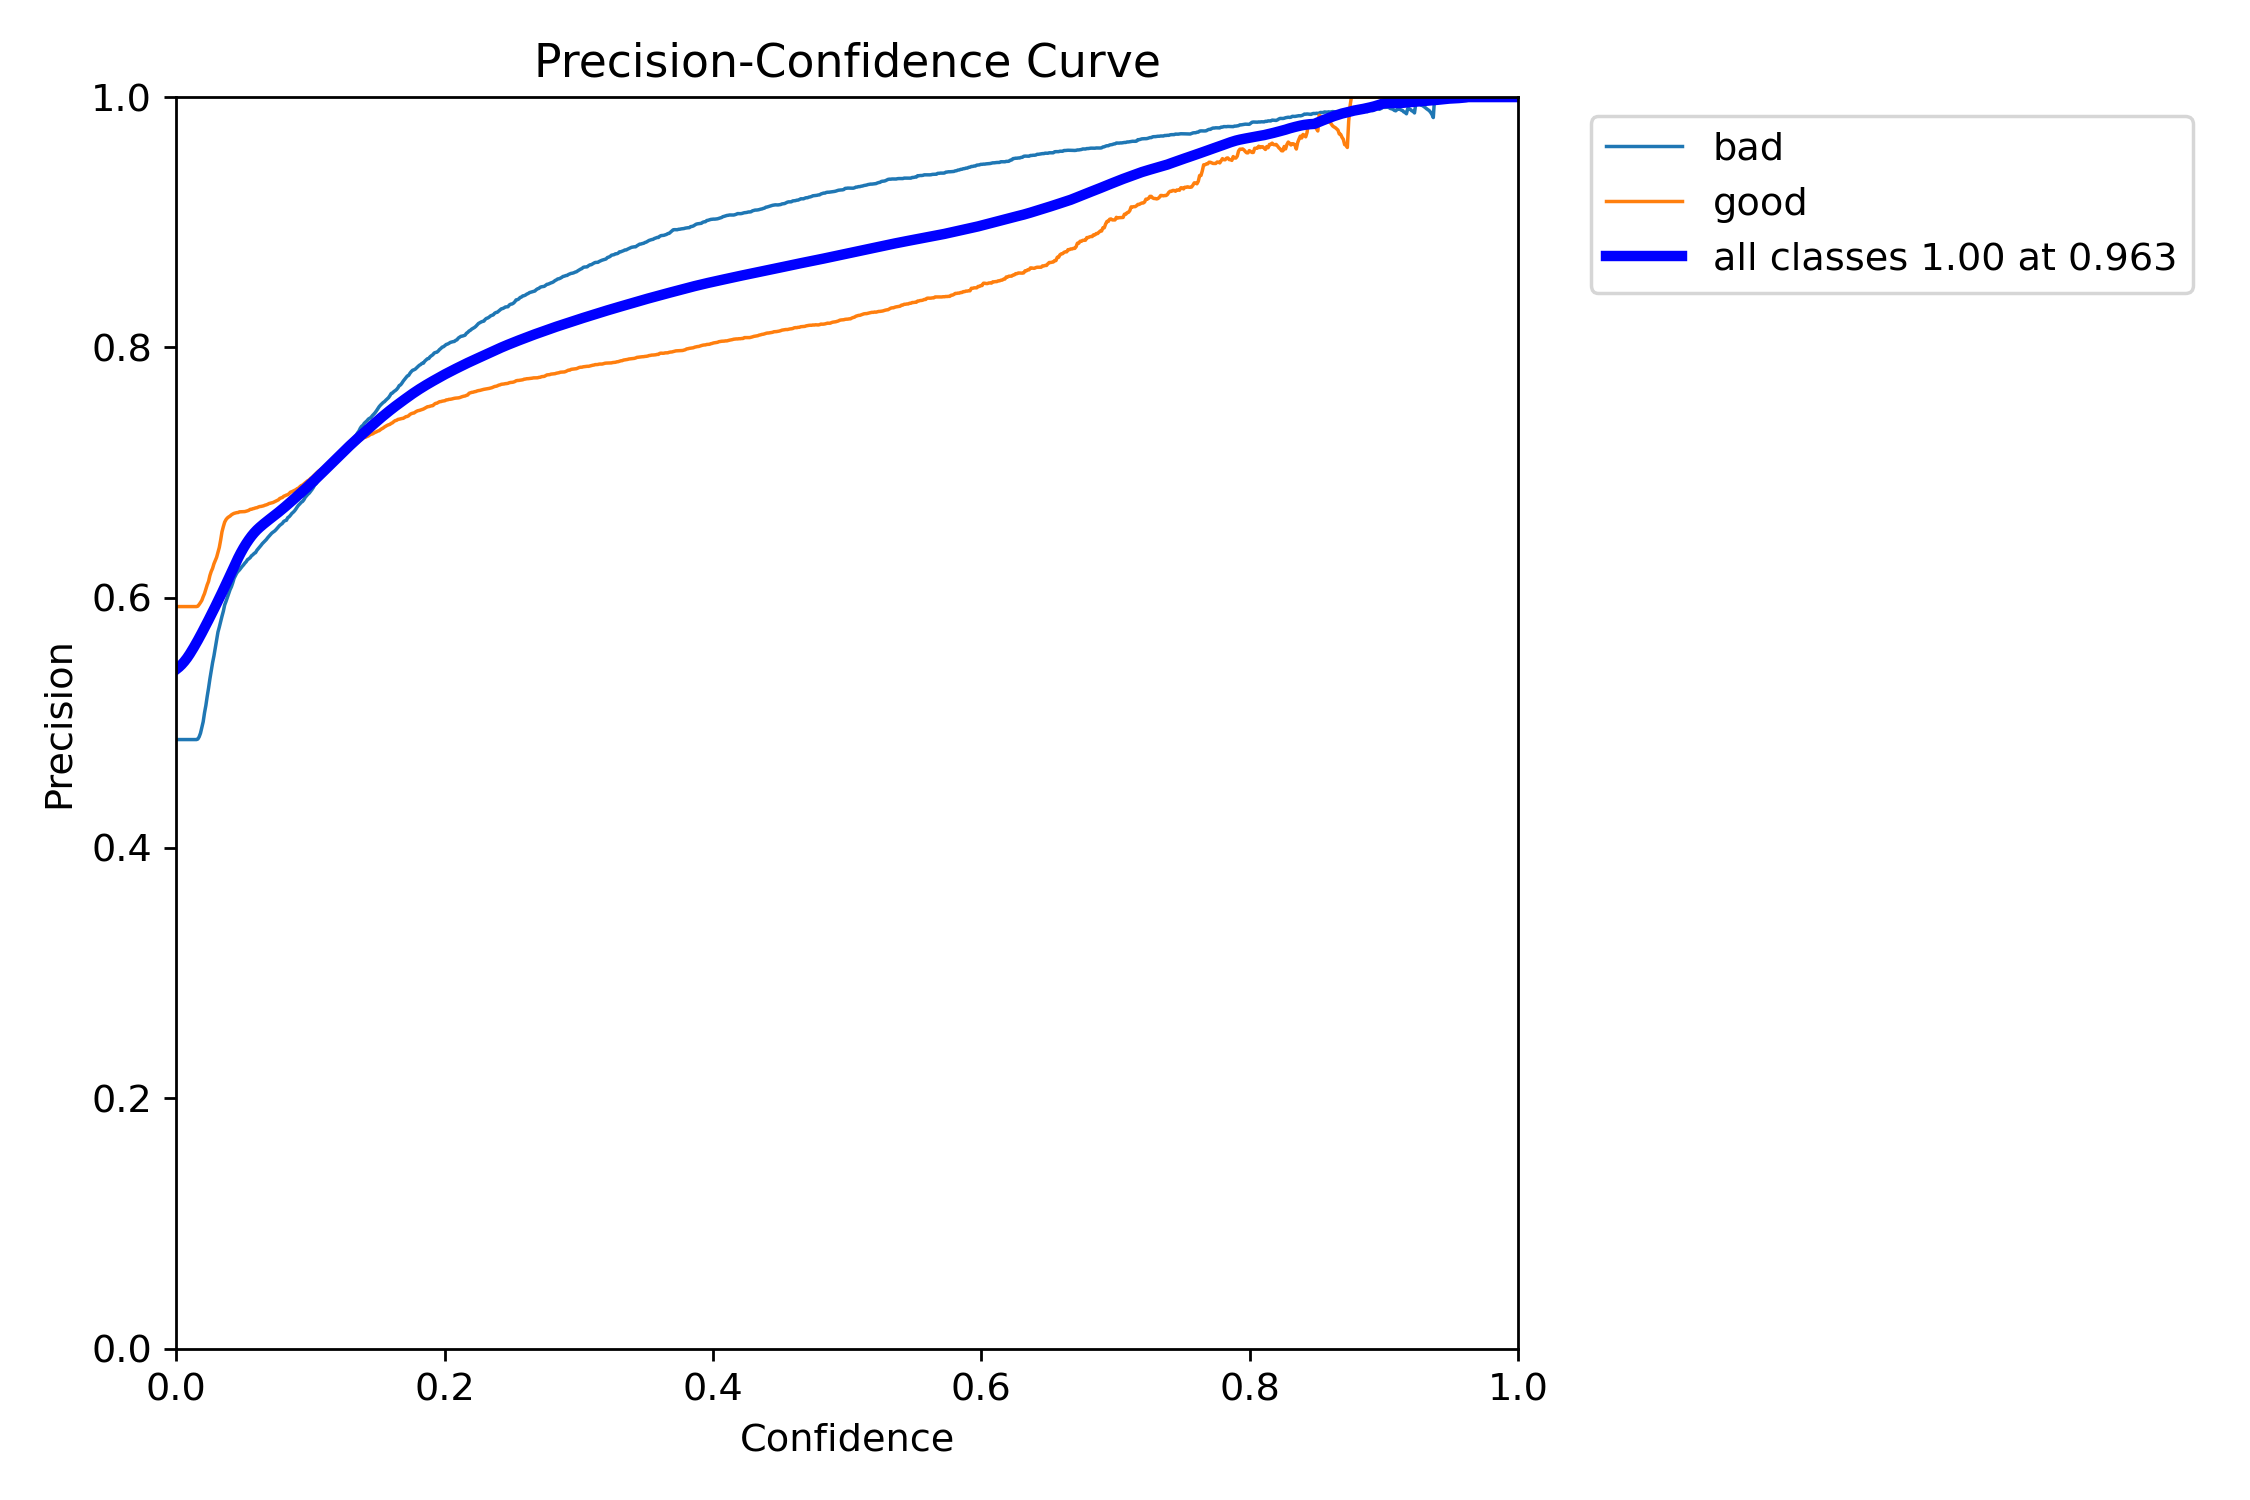 Precision-Confidence Curve
1.0
0.8
0.6
0.4
0.2
0.0
Precision
0.0 0.2 0.4 0.6 0.8 1.0
Confidence
bad
good
all classes 1.00 at 0.963